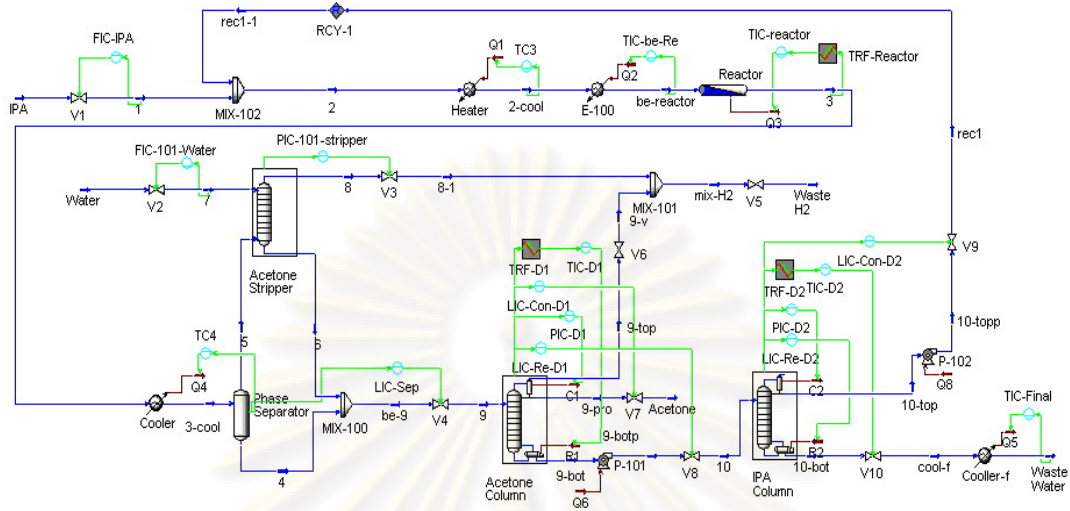 rec1-1
RCY-1
FIC-IPA
IPA
V1
1
MIX-102
2
Q1
TC3
Heater
2-cool
TIC-be-Re
Q2
E-100
be-reactor
TIC-reactor
TRF-Reactor
Reactor
3
Q3
rec1
FIC-101-Water
Water
V2
7
PIC-101-stripper
8
V3
8-1
MIX-101
mix-H2
V5
Waste
H2
9-v
V6
Acetone
Stripper
5
6
TRF-D1
TIC-D1
LIC-Con-D1
PIC-D1
9-top
LIC-Re-D1
LIC-Con-D2
V9
TRF-D2
TIC-D2
PIC-D2
LIC-Re-D2
10-topp
P-102
Q8
TC4
Q4
Cooler
3-cool
Phase
Separator
4
MIX-100
LIC-Sep
be-9
V4
9
C1
9-pro
V7
Acetone
9-botp
B1
9-bot
P-101
Q6
V8
10
Acetone
Column
C2
10-top
IPA
Column
10-bot
V10
cool-f
TIC-Final
Q5
Cooller-f
Waste
Water